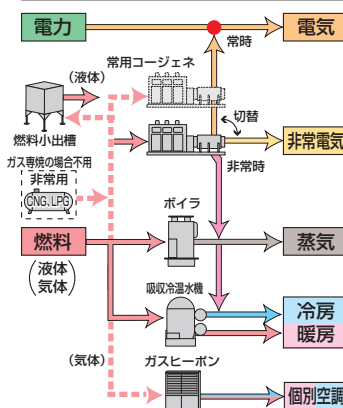 電力
電気
常時
常用コージェネ
(液体)
切替
燃料小出槽
非常電気
ガス専焼の場合不用
非常時
非常用
CNG.LPG
ボイラ
燃料
蒸気
(液体
気体)
吸収冷温水機
冷房
暖房
(気体)
ガスヒーポン
個別空調